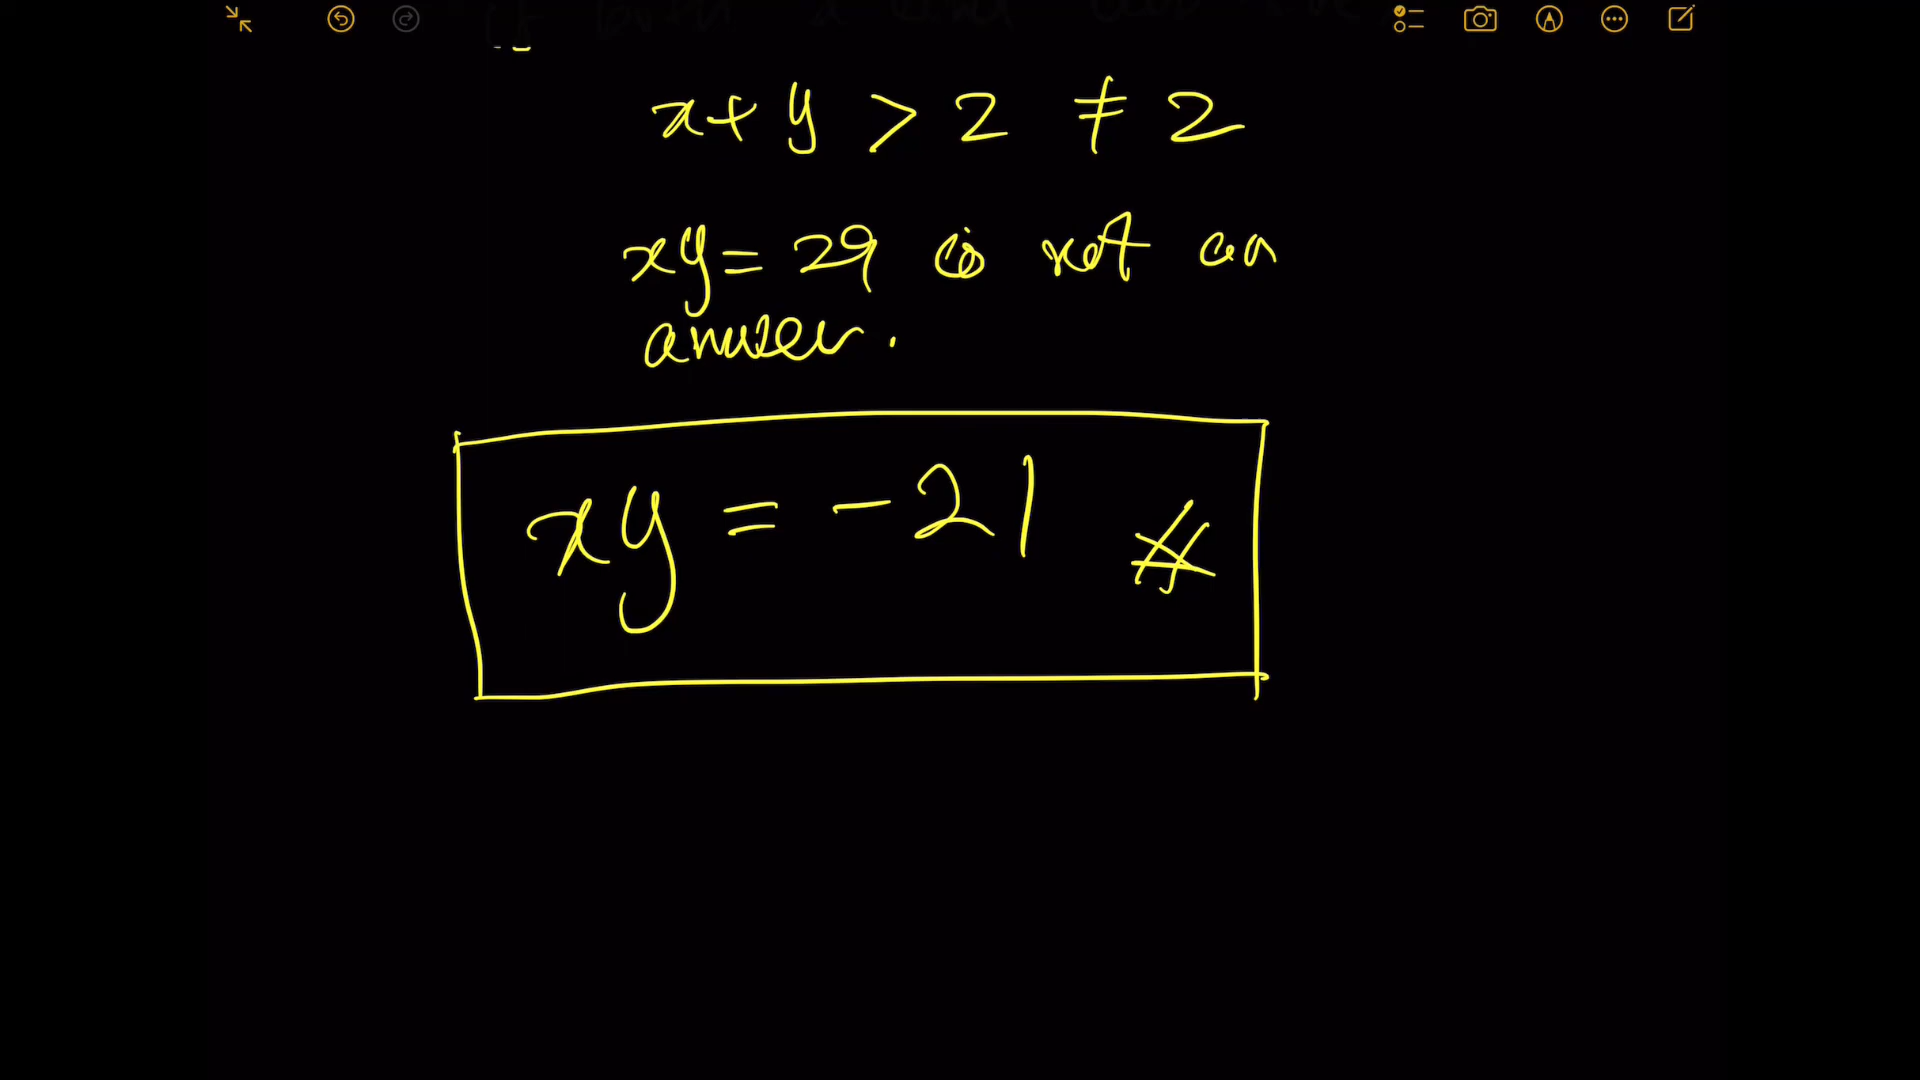 x+y > 2 ≠ 2
xy = 29 is not an
answer.
xy = -21 #